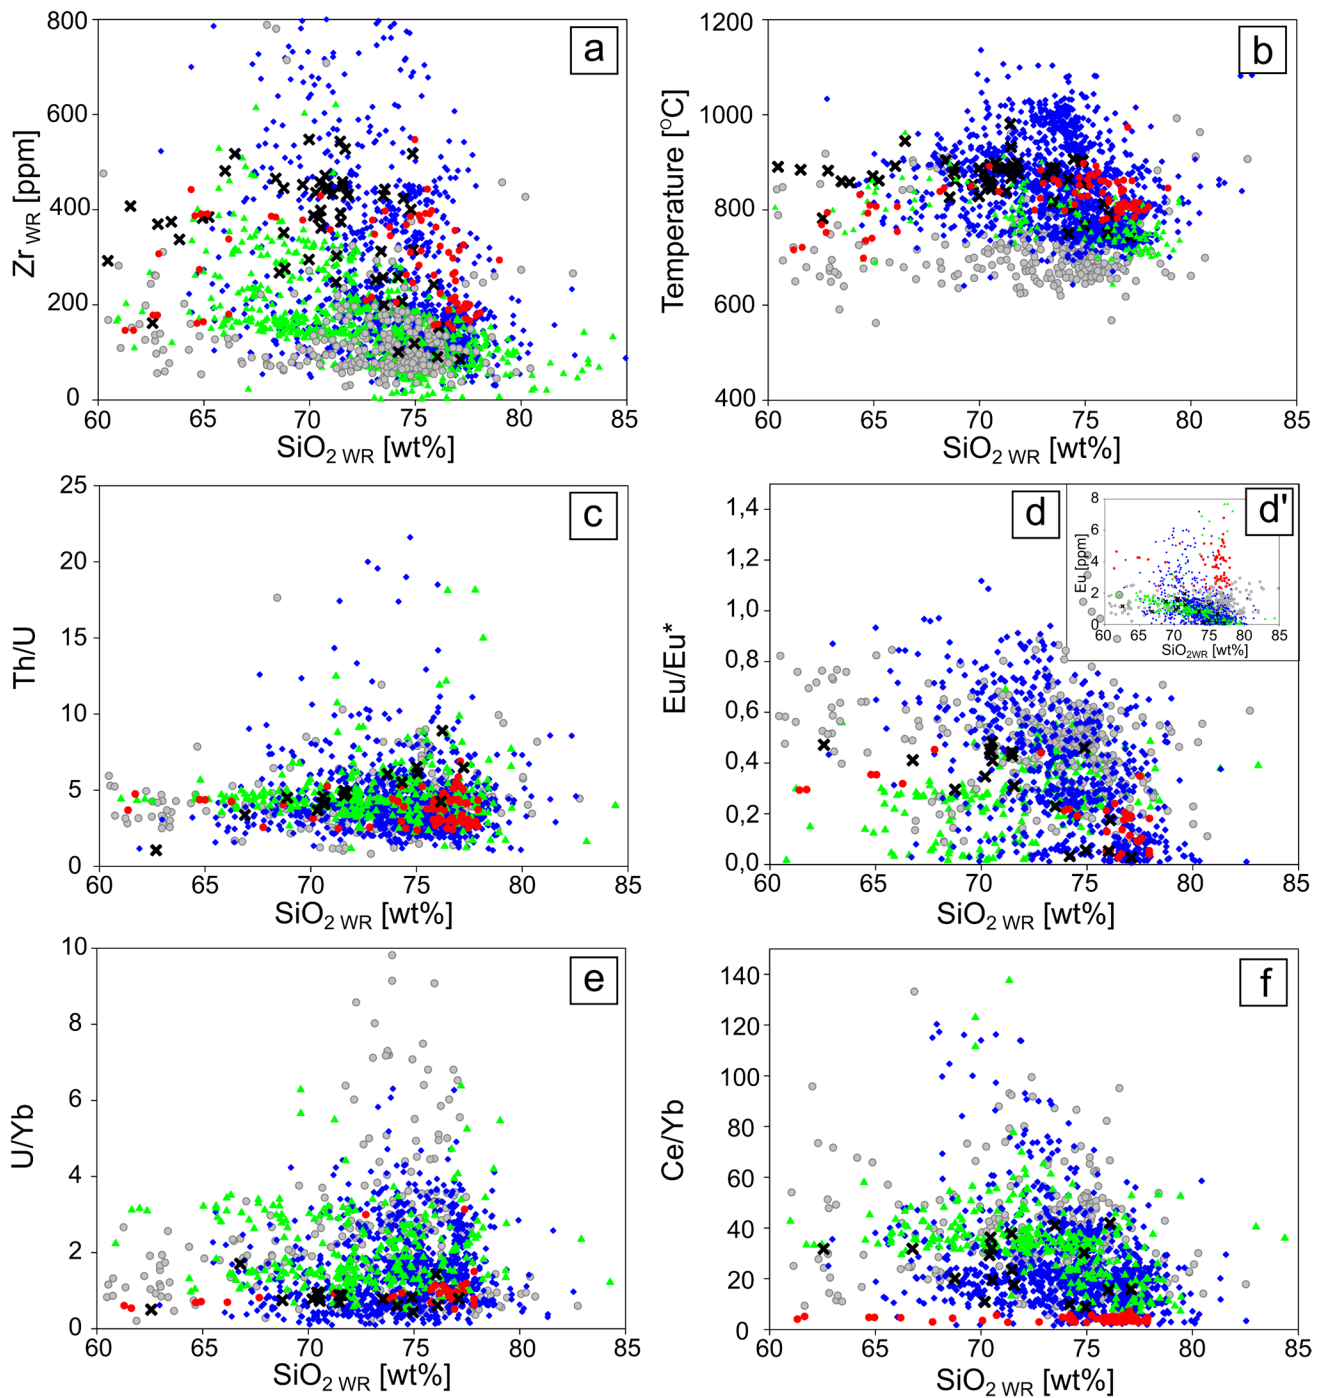 a
800
600
400
200
0
Zr WR [ppm]
60 65 70 75 80 85
SiO2 WR [wt%]
b
1200
1000
800
600
400
Temperature [°C]
60 65 70 75 80 85
SiO2 WR [wt%]
c
25
20
15
10
5
0
Th/U
60 65 70 75 80 85
SiO2 WR [wt%]
d
1,4
1,2
1,0
0,8
0,6
0,4
0,2
0,0
Eu/Eu*
60 65 70 75 80 85
SiO2 WR [wt%]
d'
8
6
4
2
0
Eu [ppm]
60 65 70 75 80 85
SiO2WR [wt%]
e
10
8
6
4
2
0
U/Yb
60 65 70 75 80 85
SiO2 WR [wt%]
f
140
120
100
80
60
40
20
0
Ce/Yb
60 65 70 75 80 85
SiO2 WR [wt%]